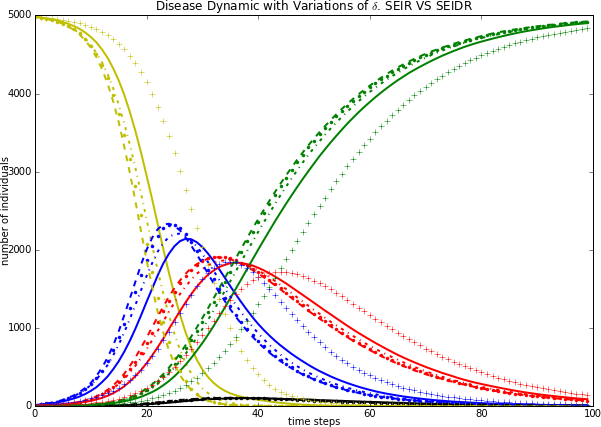 Disease Dynamic with Variations of δ. SEIR VS SEIDR
5000
4000
3000
2000
1000
0
number of individuals
0 20 40 60 80 100
time steps